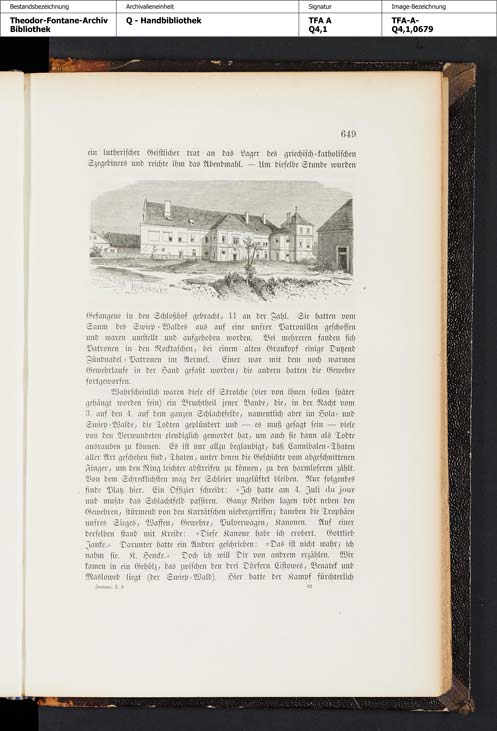 Bestandsbezeichnung
Archivalieneinheit
Signatur
Image-Bezeichnung
Theodor-Fontane-Archiv
Bibliothek
Q - Handbibliothek
TFA A
Q4,1
TFA-A-
Q4,1,0679
649
ein lutherischer Geistlicher trat an das Lager des griechisch-katholischen
Szegediners und reichte ihm das Abendmahl. — Um dieselbe Stunde wurden
Gefangene in den Schloßhof gebracht, 11 an der Zahl. Sie hatten vom
Saum des Swiep-Waldes aus auf eine unsrer Patrouillen geschossen
und waren umstellt und aufgehoben worden. Bei mehreren fanden sich
Patronen in den Rocktaschen, bei einem alten Graukopf einige Dutzend
Zündnadel-Patronen im Aermel. Einer war mit dem noch warmen
Gewehrlaufe in der Hand gefaßt worden; die andern hatten die Gewehre
fortgeworfen.
Wahrscheinlich waren diese elf Strolche (vier von ihnen sollen später
gehängt worden sein) ein Bruchtheil jener Bande, die, in der Nacht vom
3. auf den 4. auf dem ganzen Schlachtfelde, namentlich aber im Hola- und
Swiep-Walde, die Todten geplündert und — es muß gesagt sein — viele
von den Verwundeten elendiglich gemordet hat, um auch sie dann als Todte
ausrauben zu können. Es ist nur allzu beglaubigt, daß Cannibalen-Thaten
aller Art geschehen sind, Thaten, unter denen die Geschichte vom abgeschnittenen
Finger, um den Ring leichter abstreifen zu können, zu den harmloseren zählt.
Von dem Schrecklichsten mag der Schleier ungelüftet bleiben. Nur folgendes
finde Platz hier. Ein Offizier schreibt: »Ich hatte am 4. Juli du jour
und mußte das Schlachtfeld passiren. Ganze Reihen lagen todt neben den
Gewehren, stürmend von den Kartätschen niedergerissen; daneben die Trophäen
unsres Sieges, Waffen, Gewehre, Pulverwagen, Kanonen. Auf einer
derselben stand mit Kreide: »Diese Kanone habe ich erobert. Gottlieb
Janke.« Darunter hatte ein Andrer geschrieben: »Das ist nicht wahr; ich
nahm sie. K. Hencke.« Doch ich will Dir von andrem erzählen. Wir
kamen in ein Gehölz, das zwischen den drei Dörfern Cistowes, Benatek und
Maslowed liegt (der Swiep-Wald). Hier hatte der Kampf fürchterlich
Fontane. I. 2
82